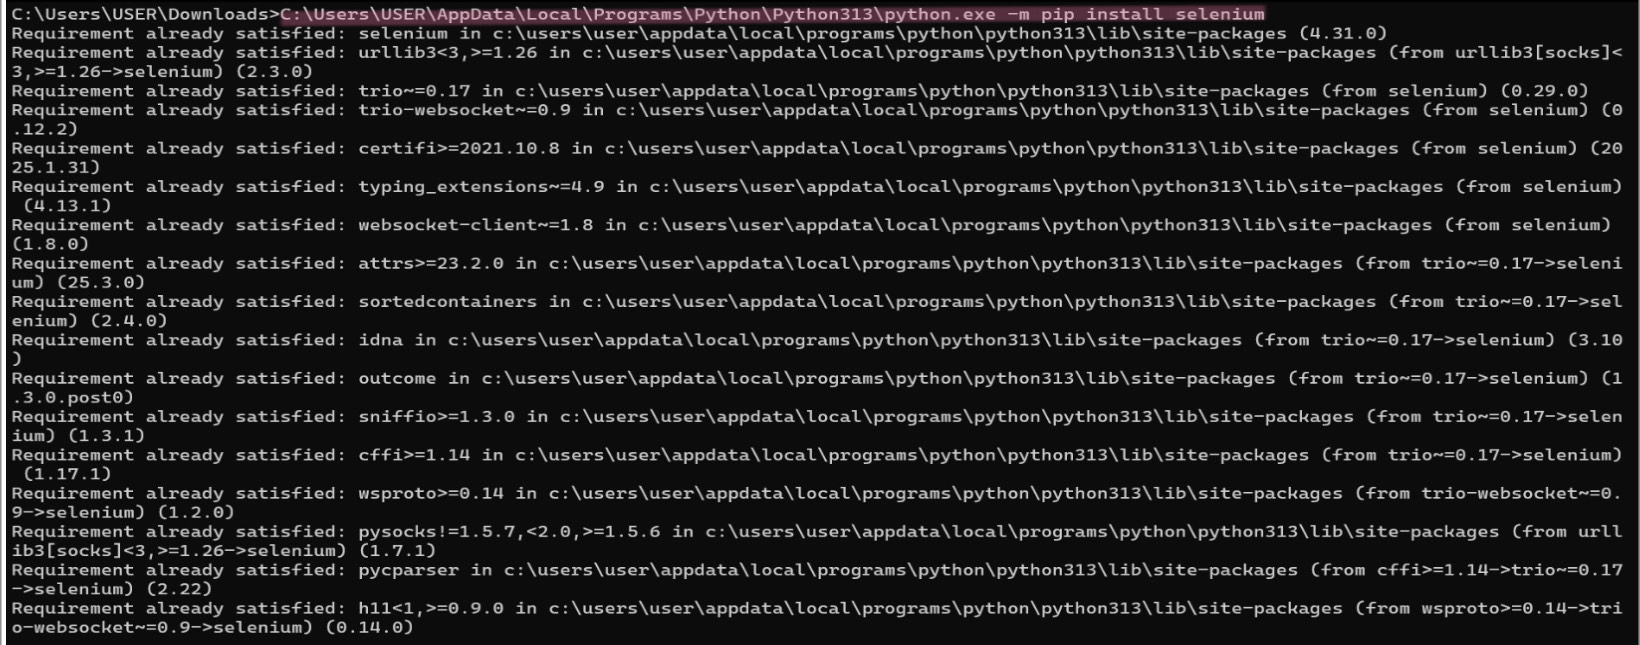 C:\Users\USER\Downloads>C:\Users\USER\AppData\Local\Programs\Python\Python313\python.exe -m pip install selenium
Requirement already satisfied: selenium in c:\users\user\appdata\local\programs\python\python313\lib\site-packages (4.31.0)
Requirement already satisfied: urllib3<3,>=1.26 in c:\users\user\appdata\local\programs\python\python313\lib\site-packages (from urllib3[socks]<
3,>=1.26->selenium) (2.3.0)
Requirement already satisfied: trio~=0.17 in c:\users\user\appdata\local\programs\python\python313\lib\site-packages (from selenium) (0.29.0)
Requirement already satisfied: trio-websocket~=0.9 in c:\users\user\appdata\local\programs\python\python313\lib\site-packages (from selenium) (0
.12.2)
Requirement already satisfied: certifi>=2021.10.8 in c:\users\user\appdata\local\programs\python\python313\lib\site-packages (from selenium) (20
25.1.31)
Requirement already satisfied: typing_extensions~=4.9 in c:\users\user\appdata\local\programs\python\python313\lib\site-packages (from selenium)
 (4.13.1)
Requirement already satisfied: websocket-client~=1.8 in c:\users\user\appdata\local\programs\python\python313\lib\site-packages (from selenium)
(1.8.0)
Requirement already satisfied: attrs>=23.2.0 in c:\users\user\appdata\local\programs\python\python313\lib\site-packages (from trio~=0.17->seleni
um) (25.3.0)
Requirement already satisfied: sortedcontainers in c:\users\user\appdata\local\programs\python\python313\lib\site-packages (from trio~=0.17->sel
enium) (2.4.0)
Requirement already satisfied: idna in c:\users\user\appdata\local\programs\python\python313\lib\site-packages (from trio~=0.17->selenium) (3.10
)
Requirement already satisfied: outcome in c:\users\user\appdata\local\programs\python\python313\lib\site-packages (from trio~=0.17->selenium) (1
.3.0.post0)
Requirement already satisfied: sniffio>=1.3.0 in c:\users\user\appdata\local\programs\python\python313\lib\site-packages (from trio~=0.17->selen
ium) (1.3.1)
Requirement already satisfied: cffi>=1.14 in c:\users\user\appdata\local\programs\python\python313\lib\site-packages (from trio~=0.17->selenium)
 (1.17.1)
Requirement already satisfied: wsproto>=0.14 in c:\users\user\appdata\local\programs\python\python313\lib\site-packages (from trio-websocket~=0.
9->selenium) (1.2.0)
Requirement already satisfied: pysocks!=1.5.7,<2.0,>=1.5.6 in c:\users\user\appdata\local\programs\python\python313\lib\site-packages (from urll
ib3[socks]<3,>=1.26->selenium) (1.7.1)
Requirement already satisfied: pycparser in c:\users\user\appdata\local\programs\python\python313\lib\site-packages (from cffi>=1.14->trio~=0.17
->selenium) (2.22)
Requirement already satisfied: h11<1,>=0.9.0 in c:\users\user\appdata\local\programs\python\python313\lib\site-packages (from wsproto>=0.14->tri
o-websocket~=0.9->selenium) (0.14.0)